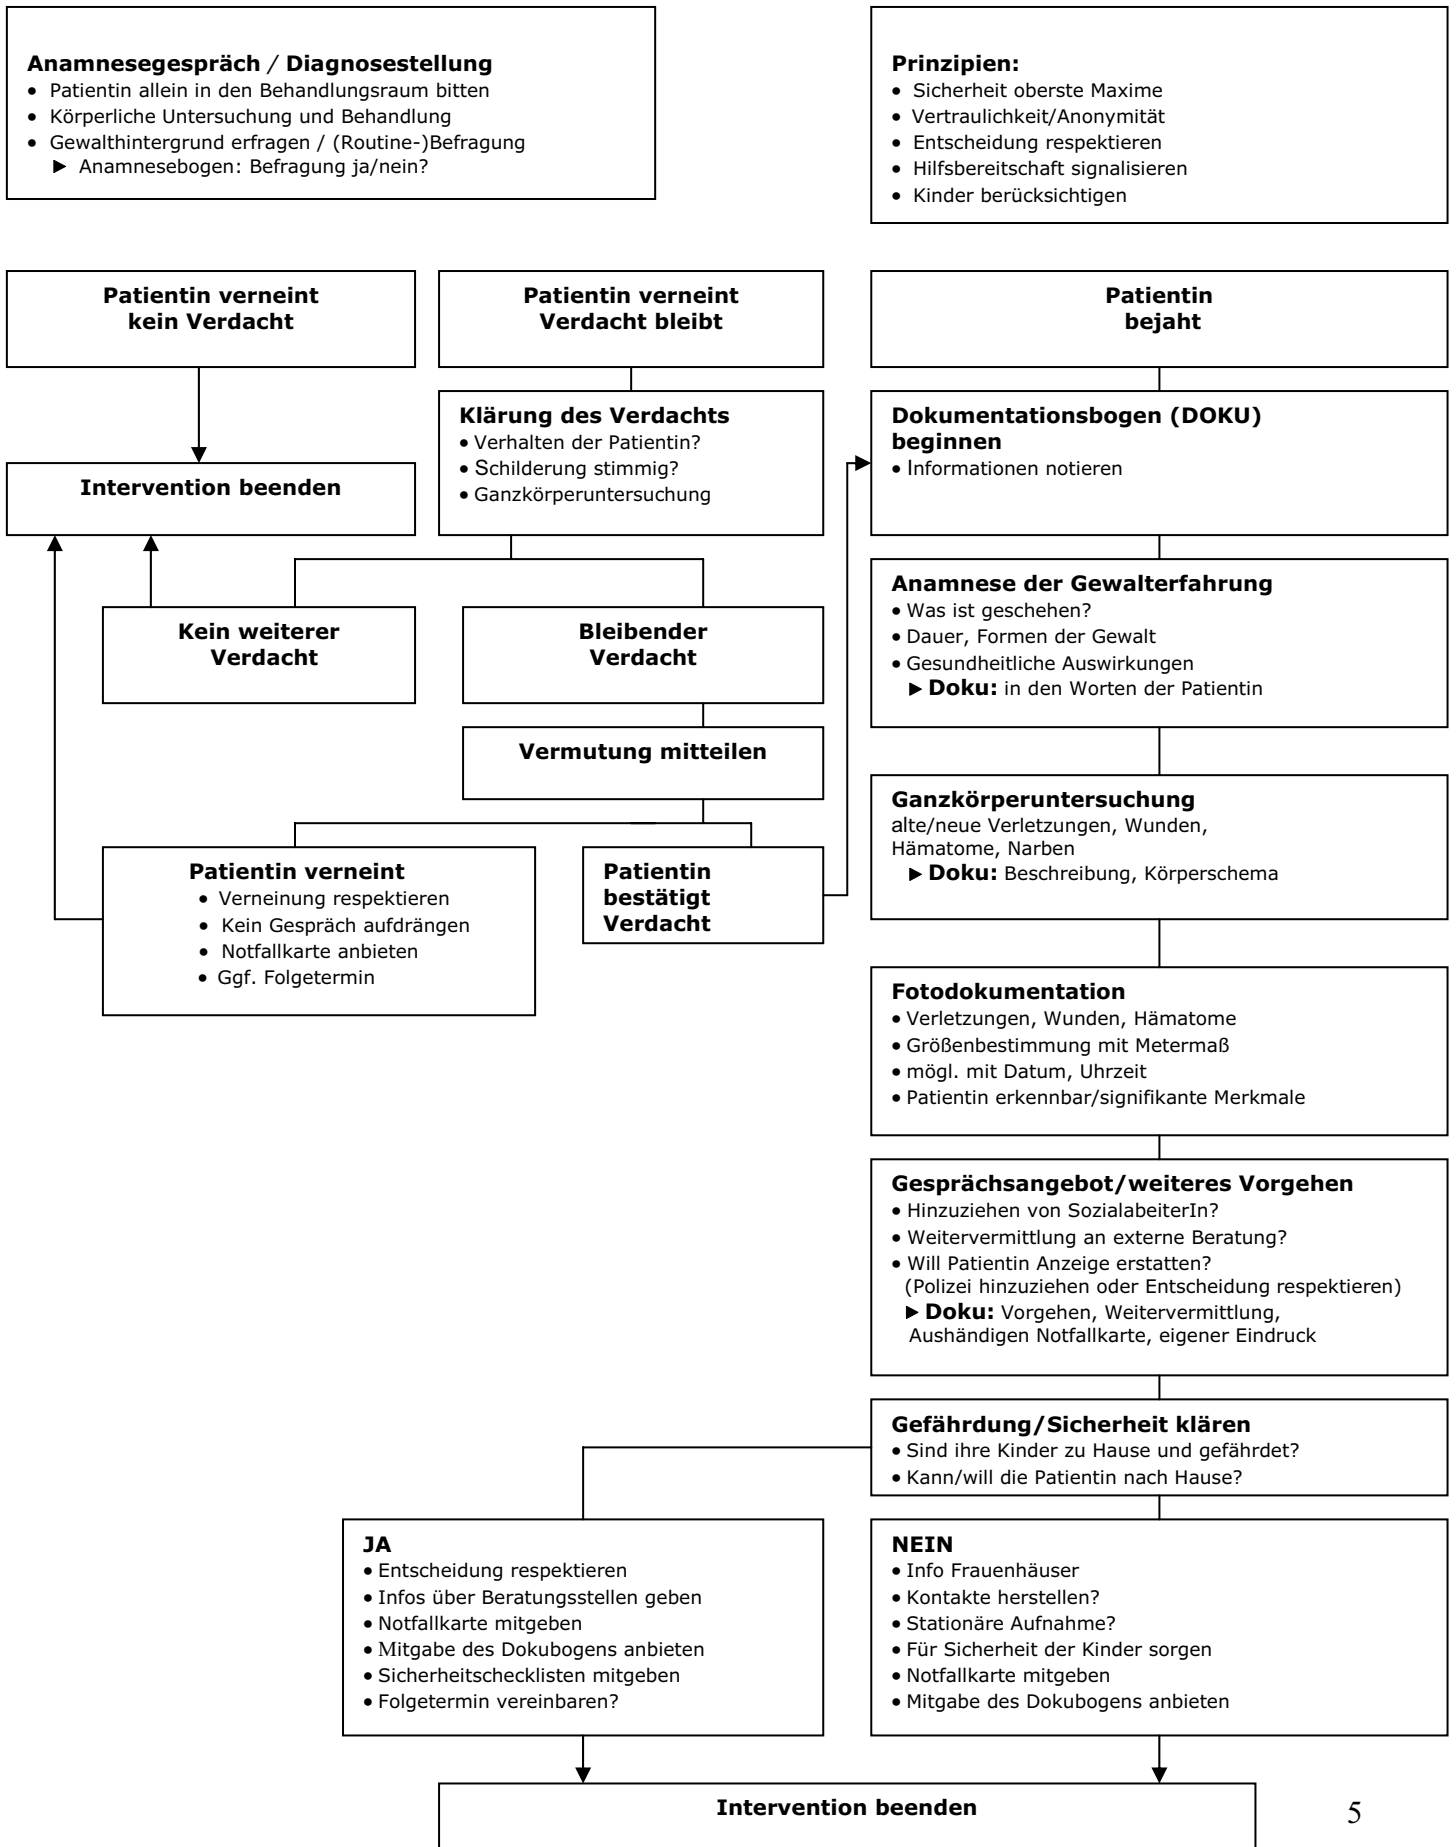 Anamnesegespräch / Diagnosestellung
• Patientin allein in den Behandlungsraum bitten
• Körperliche Untersuchung und Behandlung
• Gewalthintergrund erfragen / (Routine-)Befragung
► Anamnesebogen: Befragung ja/nein?
Prinzipien:
• Sicherheit oberste Maxime
• Vertraulichkeit/Anonymität
• Entscheidung respektieren
• Hilfsbereitschaft signalisieren
• Kinder berücksichtigen
Patientin verneint
kein Verdacht
Patientin verneint
Verdacht bleibt
Patientin
bejaht
Intervention beenden
Klärung des Verdachts
• Verhalten der Patientin?
• Schilderung stimmig?
• Ganzkörperuntersuchung
Dokumentationsbogen (DOKU)
beginnen
• Informationen notieren
Kein weiterer
Verdacht
Bleibender
Verdacht
Anamnese der Gewalterfahrung
• Was ist geschehen?
• Dauer, Formen der Gewalt
• Gesundheitliche Auswirkungen
► Doku: in den Worten der Patientin
Vermutung mitteilen
Ganzkörperuntersuchung
alte/neue Verletzungen, Wunden,
Hämatome, Narben
► Doku: Beschreibung, Körperschema
Patientin verneint
• Verneinung respektieren
• Kein Gespräch aufdrängen
• Notfallkarte anbieten
• Ggf. Folgetermin
Patientin
bestätigt
Verdacht
Fotodokumentation
• Verletzungen, Wunden, Hämatome
• Größenbestimmung mit Metermaß
• mögl. mit Datum, Uhrzeit
• Patientin erkennbar/signifikante Merkmale
Gesprächsangebot/weiteres Vorgehen
• Hinzuziehen von SozialabeiterIn?
• Weitervermittlung an externe Beratung?
• Will Patientin Anzeige erstatten?
(Polizei hinzuziehen oder Entscheidung respektieren)
► Doku: Vorgehen, Weitervermittlung,
Aushändigen Notfallkarte, eigener Eindruck
Gefährdung/Sicherheit klären
• Sind ihre Kinder zu Hause und gefährdet?
• Kann/will die Patientin nach Hause?
JA
• Entscheidung respektieren
• Infos über Beratungsstellen geben
• Notfallkarte mitgeben
• Mitgabe des Dokubogens anbieten
• Sicherheitschecklisten mitgeben
• Folgetermin vereinbaren?
NEIN
• Info Frauenhäuser
• Kontakte herstellen?
• Stationäre Aufnahme?
• Für Sicherheit der Kinder sorgen
• Notfallkarte mitgeben
• Mitgabe des Dokubogens anbieten
Intervention beenden
5